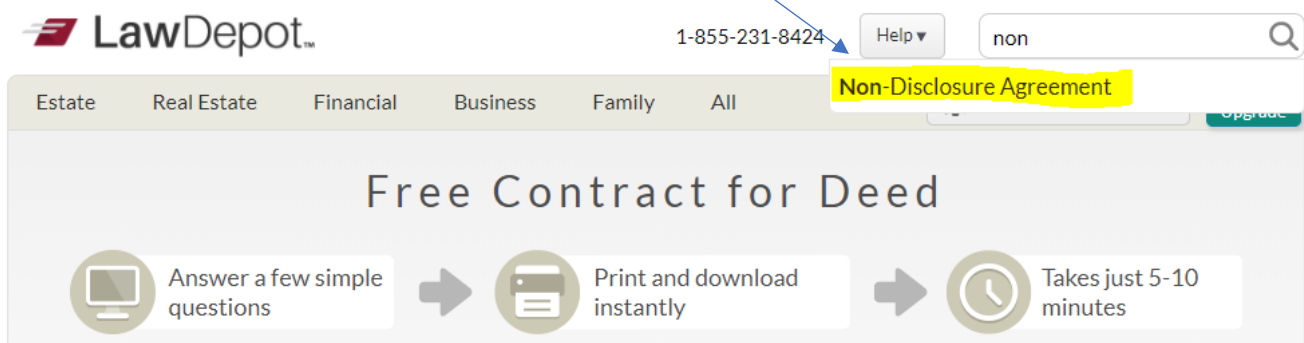 LawDepot™
1-855-231-8424
Help ▾
non
Non-Disclosure Agreement
Estate
Real Estate
Financial
Business
Family
All
Upgrade
Free Contract for Deed
Answer a few simple
questions
Print and download
instantly
Takes just 5-10
minutes